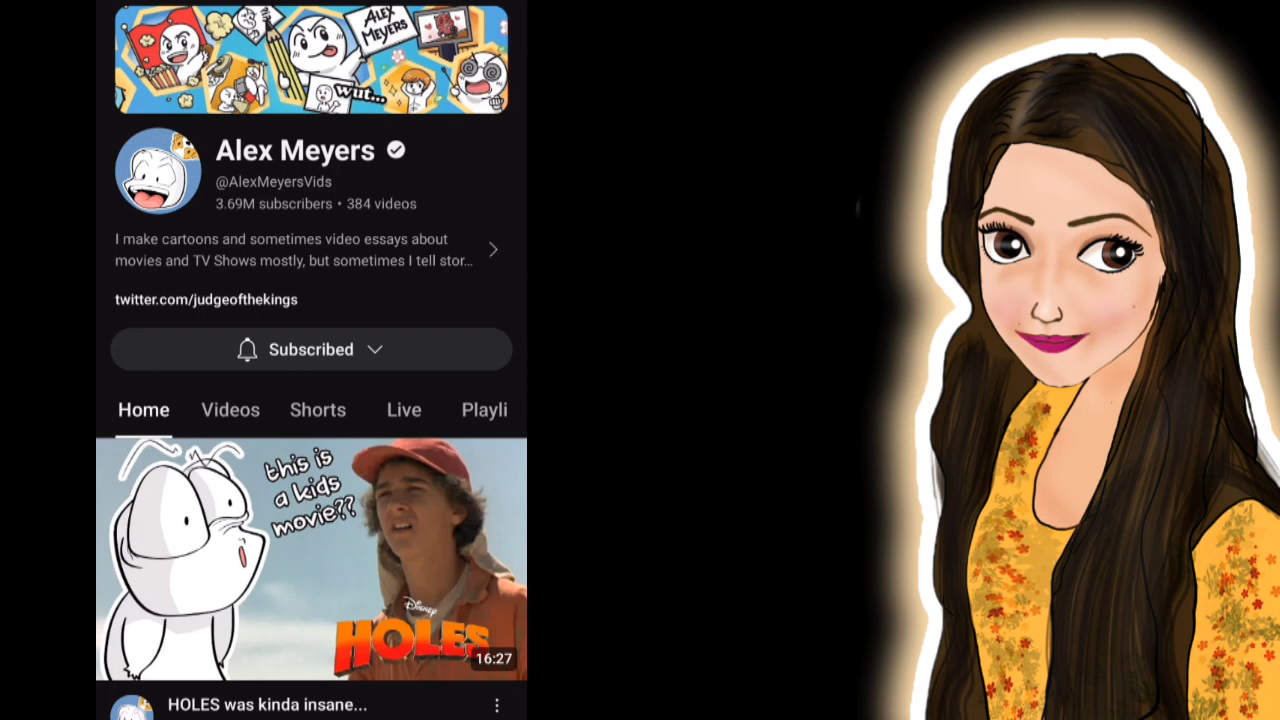 ALEX
MEYERS
wut...
Alex Meyers
@AlexMeyersVids
3.69M subscribers • 384 videos
I make cartoons and sometimes video essays about
movies and TV Shows mostly, but sometimes I tell stor...
twitter.com/judgeofthekings
Subscribed
Home Videos Shorts Live Playli
this is
a kids
movie??
Disney
HOLES
16:27
HOLES was kinda insane...